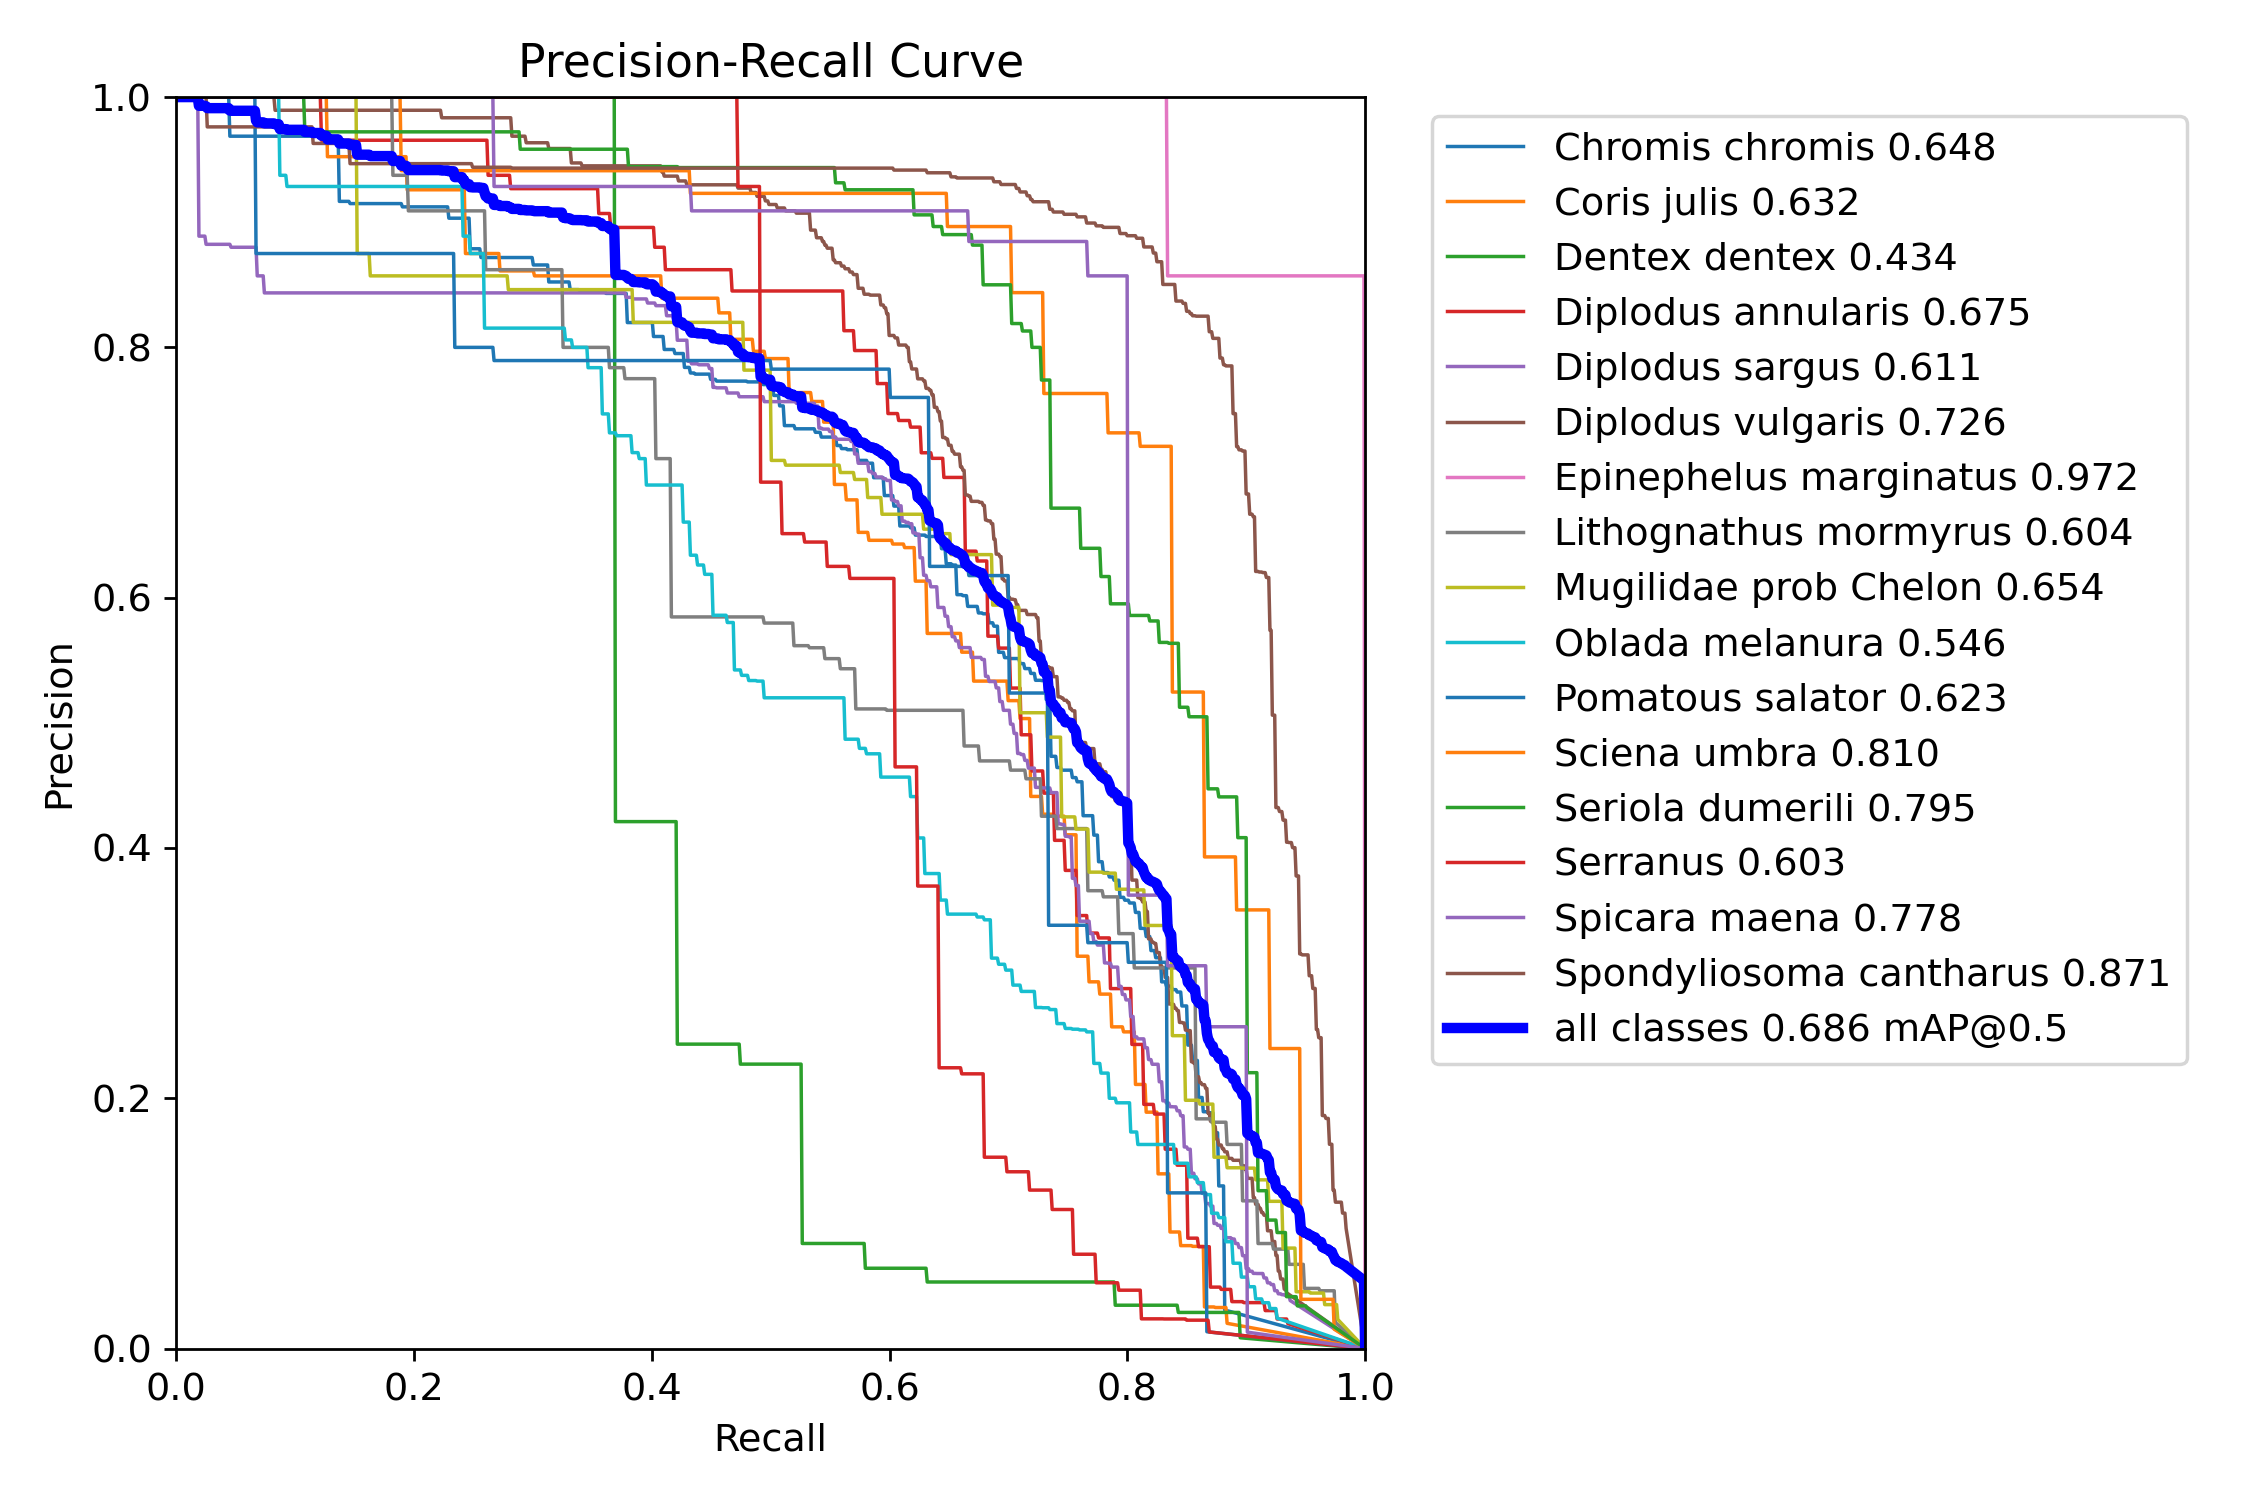 Precision-Recall Curve
1.0
0.8
0.6
0.4
0.2
0.0
Precision
0.0 0.2 0.4 0.6 0.8 1.0
Recall
Chromis chromis 0.648
Coris julis 0.632
Dentex dentex 0.434
Diplodus annularis 0.675
Diplodus sargus 0.611
Diplodus vulgaris 0.726
Epinephelus marginatus 0.972
Lithognathus mormyrus 0.604
Mugilidae prob Chelon 0.654
Oblada melanura 0.546
Pomatous salator 0.623
Sciena umbra 0.810
Seriola dumerili 0.795
Serranus 0.603
Spicara maena 0.778
Spondyliosoma cantharus 0.871
all classes 0.686 mAP@0.5